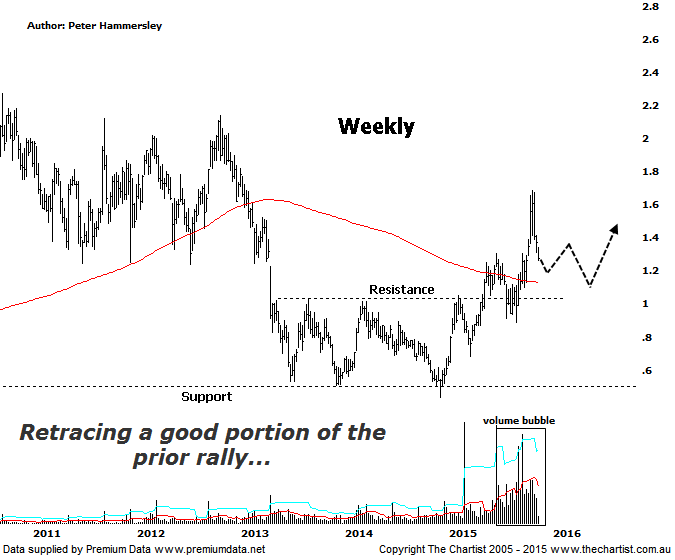 2.8
Author: Peter Hammersley
2.6
2.4
2.2
Weekly
2
1.8
1.6
1.4
1.2
Resistance
1
.8
.6
Support
volume bubble
Retracing a good portion of the
prior rally...
2011 2012 2013 2014 2015 2016
Data supplied by Premium Data www.premiumdata.net Copyright The Chartist 2005 - 2015 www.thechartist.com.au